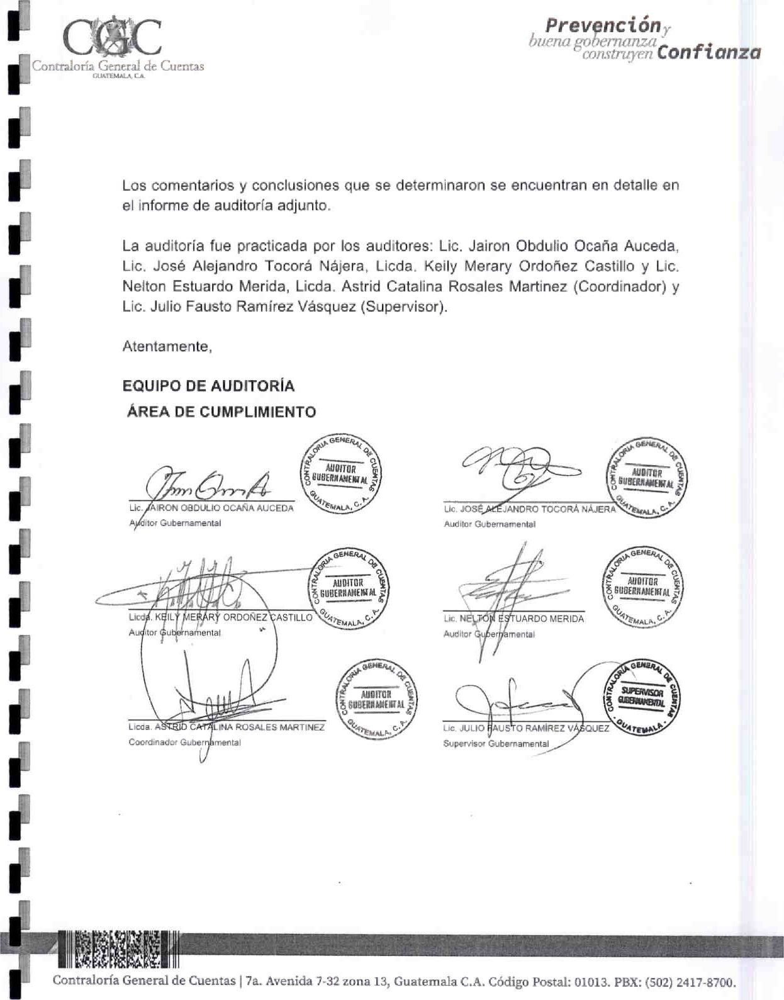 CGC
Contraloría General de Cuentas
GUATEMALA, C.A.
Prevención y
buena gobernanza
construyen Confianza
Los comentarios y conclusiones que se determinaron se encuentran en detalle en
el informe de auditoría adjunto.
La auditoría fue practicada por los auditores: Lic. Jairon Obdulio Ocaña Auceda,
Lic. José Alejandro Tocorá Nájera, Licda. Keily Merary Ordoñez Castillo y Lic.
Nelton Estuardo Merida, Licda. Astrid Catalina Rosales Martinez (Coordinador) y
Lic. Julio Fausto Ramírez Vásquez (Supervisor).
Atentamente,
EQUIPO DE AUDITORÍA
ÁREA DE CUMPLIMIENTO
CONTRALORIA GENERAL DE CUENTAS
AUDITOR
GUBERNAMENTAL
GUATEMALA, C. A.
Lic. JAIRON OBDULIO OCAÑA AUCEDA
Auditor Gubernamental
CONTRALORIA GENERAL DE CUENTAS
AUDITOR
GUBERNAMENTAL
GUATEMALA, C. A.
Lic. JOSÉ ALEJANDRO TOCORÁ NÁJERA
Auditor Gubernamental
CONTRALORIA GENERAL DE CUENTAS
AUDITOR
GUBERNAMENTAL
GUATEMALA, C. A.
Licda. KEILY MERARY ORDOÑEZ CASTILLO
Auditor Gubernamental
CONTRALORIA GENERAL DE CUENTAS
AUDITOR
GUBERNAMENTAL
GUATEMALA, C. A.
Lic. NELTON ESTUARDO MERIDA
Auditor Gubernamental
CONTRALORIA GENERAL DE CUENTAS
AUDITOR
GUBERNAMENTAL
GUATEMALA, C. A.
Licda. ASTRID CATALINA ROSALES MARTINEZ
Coordinador Gubernamental
CONTRALORIA GENERAL DE CUENTAS
SUPERVISOR
GUBERNAMENTAL
GUATEMALA
Lic. JULIO FAUSTO RAMÍREZ VÁSQUEZ
Supervisor Gubernamental
Contraloría General de Cuentas | 7a. Avenida 7-32 zona 13, Guatemala C.A. Código Postal: 01013. PBX: (502) 2417-8700.